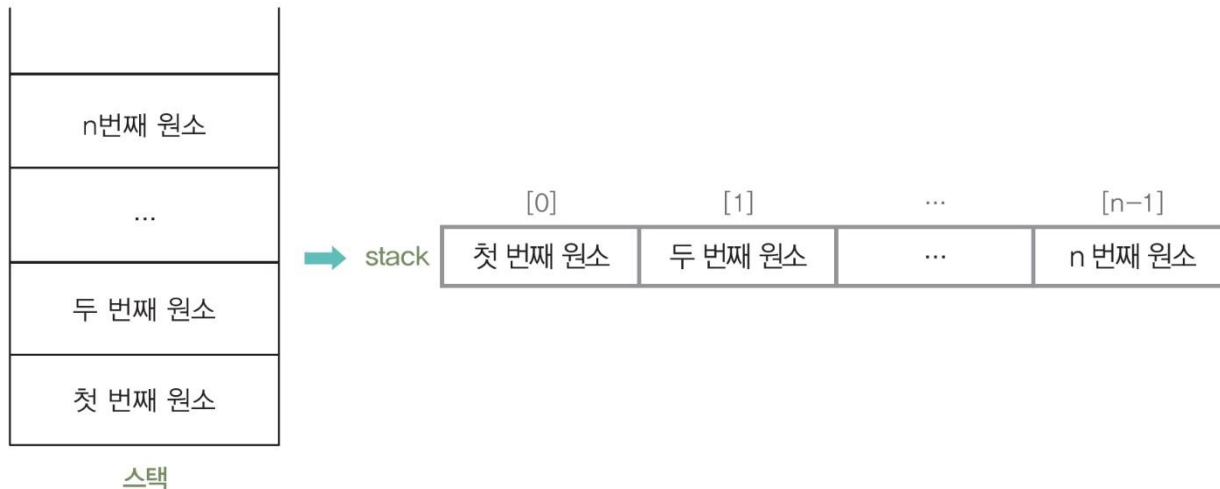 n번째 원소
…
두 번째 원소
첫 번째 원소
스택
stack
[0] [1] … [n-1]
첫 번째 원소 두 번째 원소 … n 번째 원소